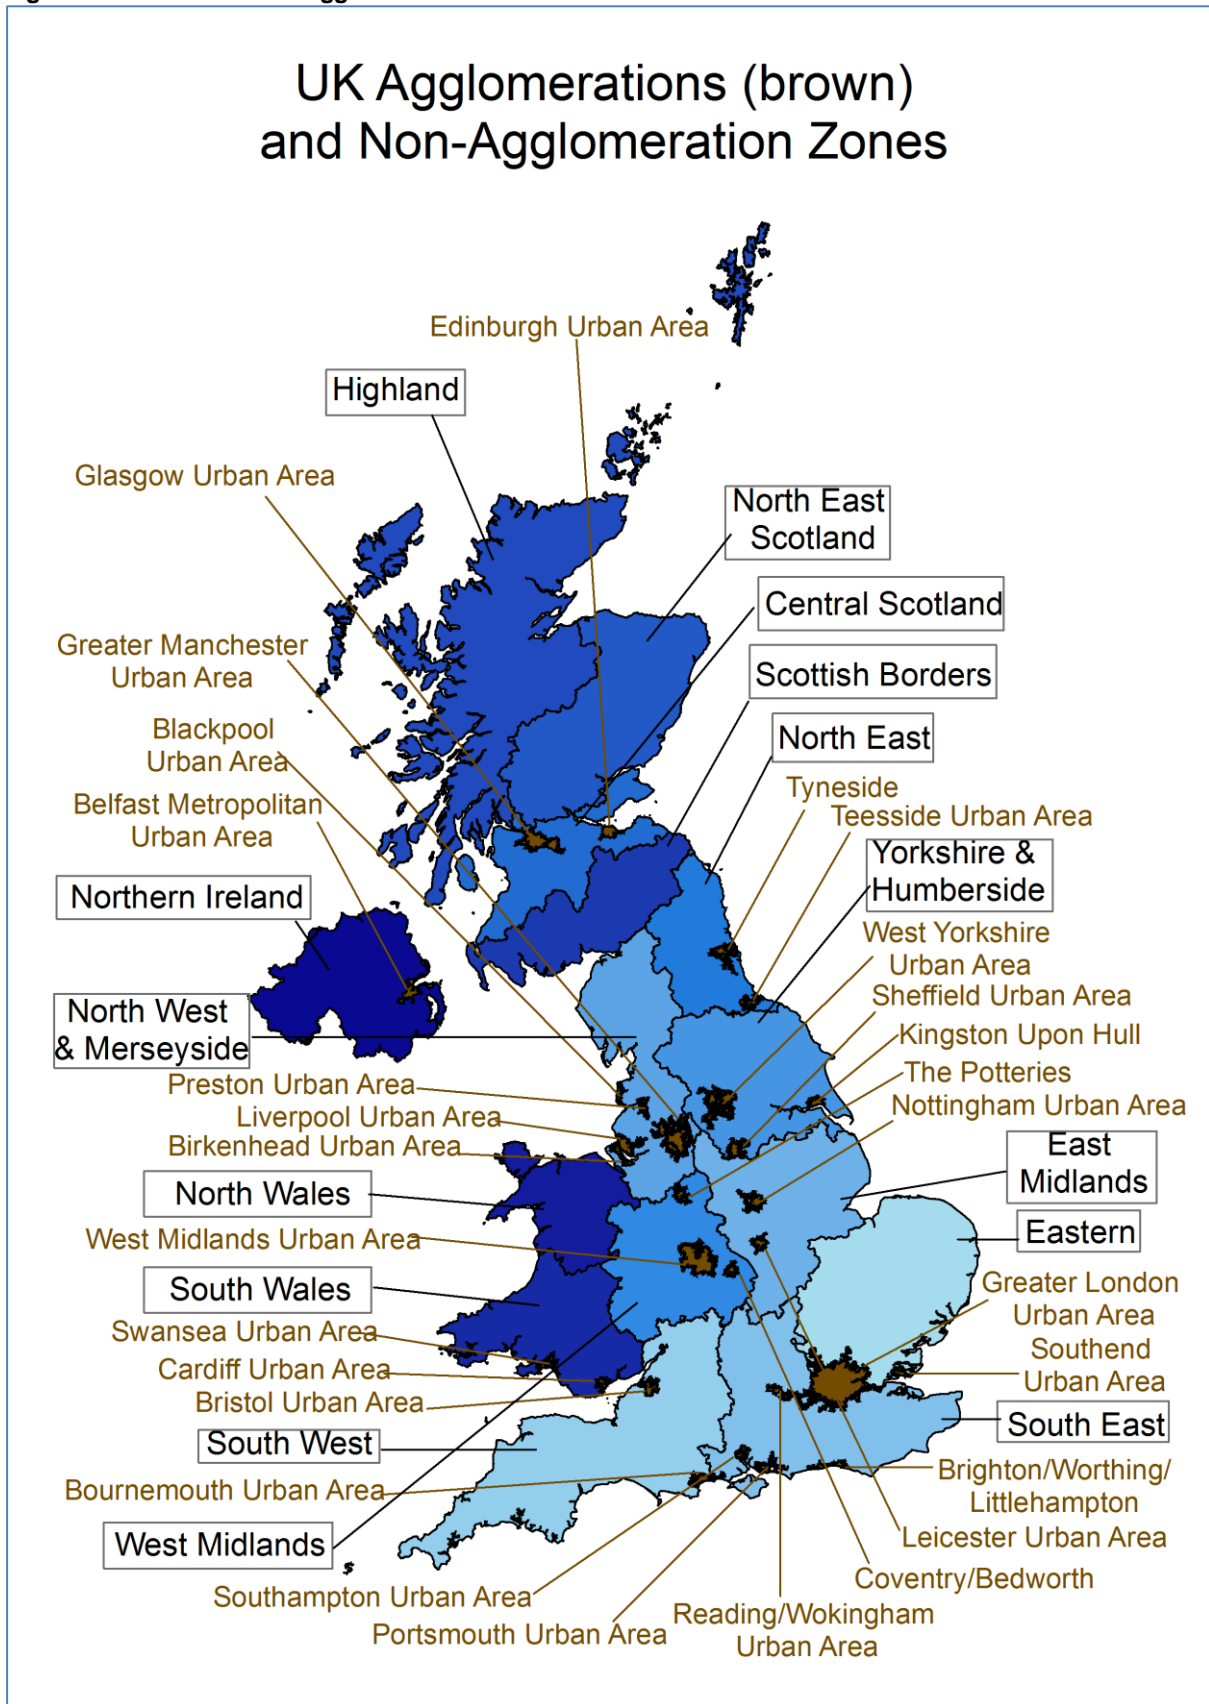 UK Agglomerations (brown)
and Non-Agglomeration Zones
Edinburgh Urban Area
Highland
Glasgow Urban Area
North East
Scotland
Central Scotland
Greater Manchester
Urban Area
Scottish Borders
Blackpool
Urban Area
North East
Belfast Metropolitan
Urban Area
Tyneside
Teesside Urban Area
Yorkshire &
Humberside
Northern Ireland
West Yorkshire
Urban Area
Sheffield Urban Area
North West
& Merseyside
Kingston Upon Hull
The Potteries
Preston Urban Area
Nottingham Urban Area
Liverpool Urban Area
Birkenhead Urban Area
East
Midlands
North Wales
Eastern
West Midlands Urban Area
South Wales
Greater London
Urban Area
Swansea Urban Area
Southend
Urban Area
Cardiff Urban Area
Bristol Urban Area
South East
South West
Bournemouth Urban Area
Brighton/Worthing/
Littlehampton
Leicester Urban Area
West Midlands
Coventry/Bedworth
Southampton Urban Area
Reading/Wokingham
Urban Area
Portsmouth Urban Area